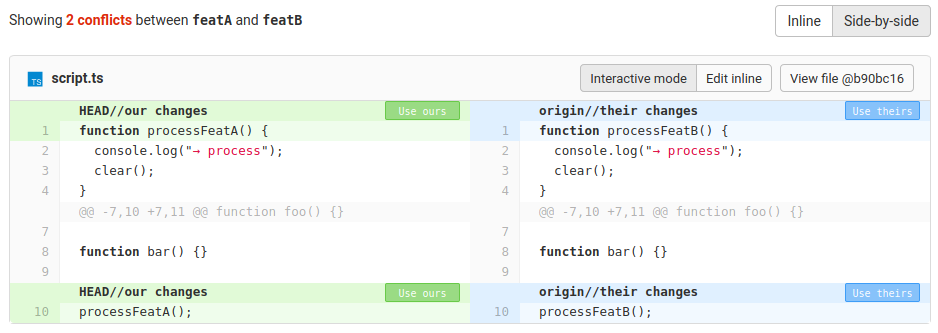 Showing 2 conflicts between featA and featB
Inline Side-by-side
TS script.ts Interactive mode Edit inline View file @b90bc16
HEAD//our changes Use ours origin//their changes Use theirs
1 function processFeatA() { 1 function processFeatB() {
2 console.log("→ process"); 2 console.log("→ process");
3 clear(); 3 clear();
4 } 4 }
@@ -7,10 +7,11 @@ function foo() {} @@ -7,10 +7,11 @@ function foo() {}
7 7
8 function bar() {} 8 function bar() {}
9 9
HEAD//our changes Use ours origin//their changes Use theirs
10 processFeatA(); 10 processFeatB();